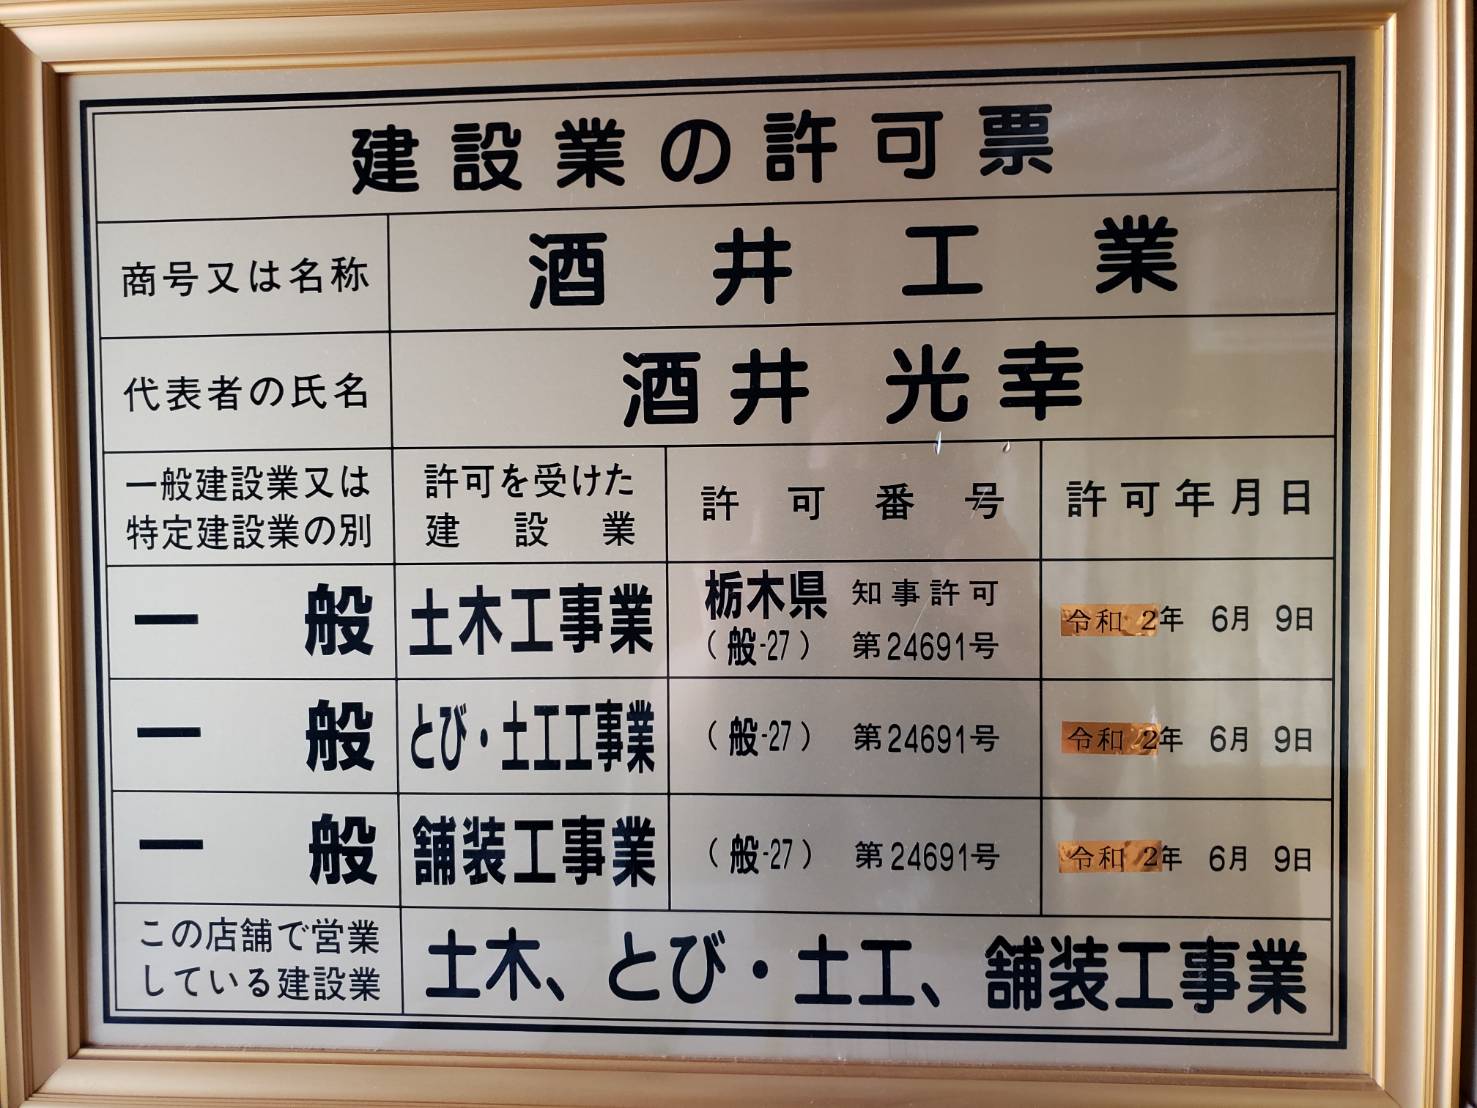 建設業の許可票
商号又は名称
酒井工業
代表者の氏名
酒井 光幸
一般建設業又は
特定建設業の別
許可を受けた
建設業
許可番号
許可年月日
一般
土木工事業
栃木県 知事許可
(般-27) 第24691号
令和 2年 6月 9日
一般
とび・土工工事業
(般-27) 第24691号
令和 2年 6月 9日
一般
舗装工事業
(般-27) 第24691号
令和 2年 6月 9日
この店舗で営業
している建設業
土木、とび・土工、舗装工事業